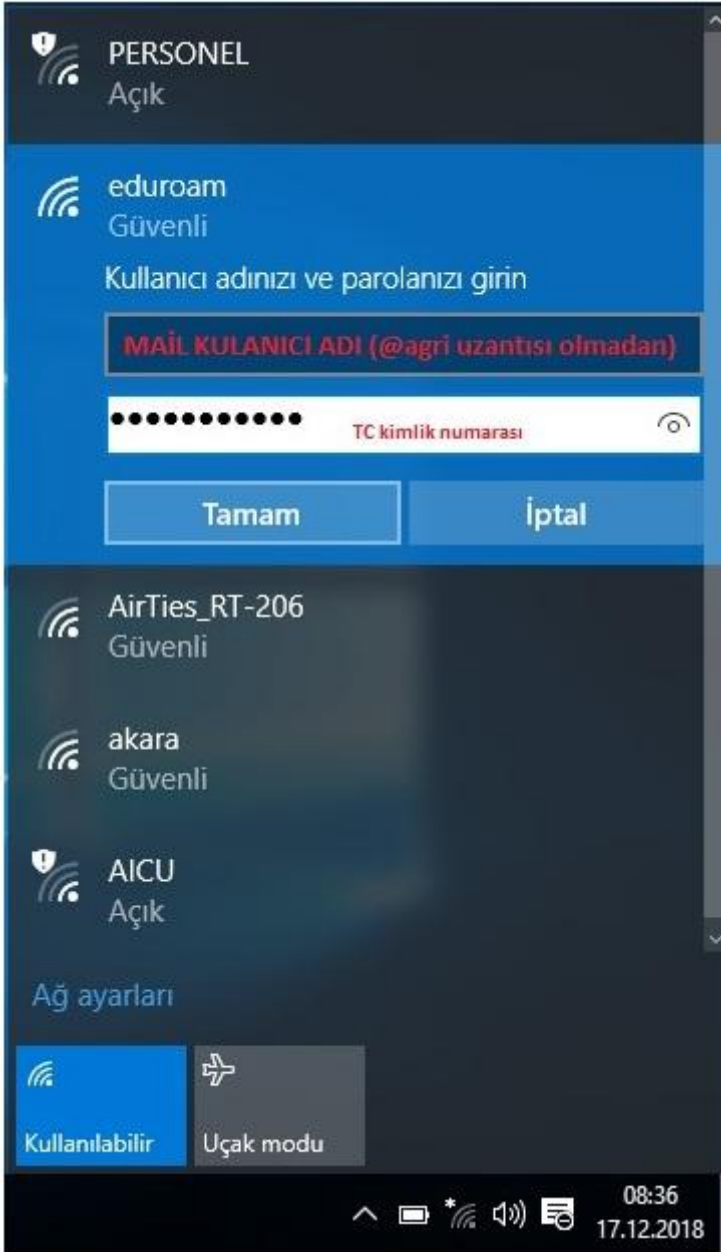 PERSONEL
Açık
eduroam
Güvenli
Kullanıcı adınızı ve parolanızı girin
MAİL KULANICI ADI (@agri uzantısı olmadan)
●●●●●●●●●●● TC kimlik numarası
Tamam İptal
AirTies_RT-206
Güvenli
akara
Güvenli
AICU
Açık
Ağ ayarları
Kullanılabilir Uçak modu
08:36
17.12.2018